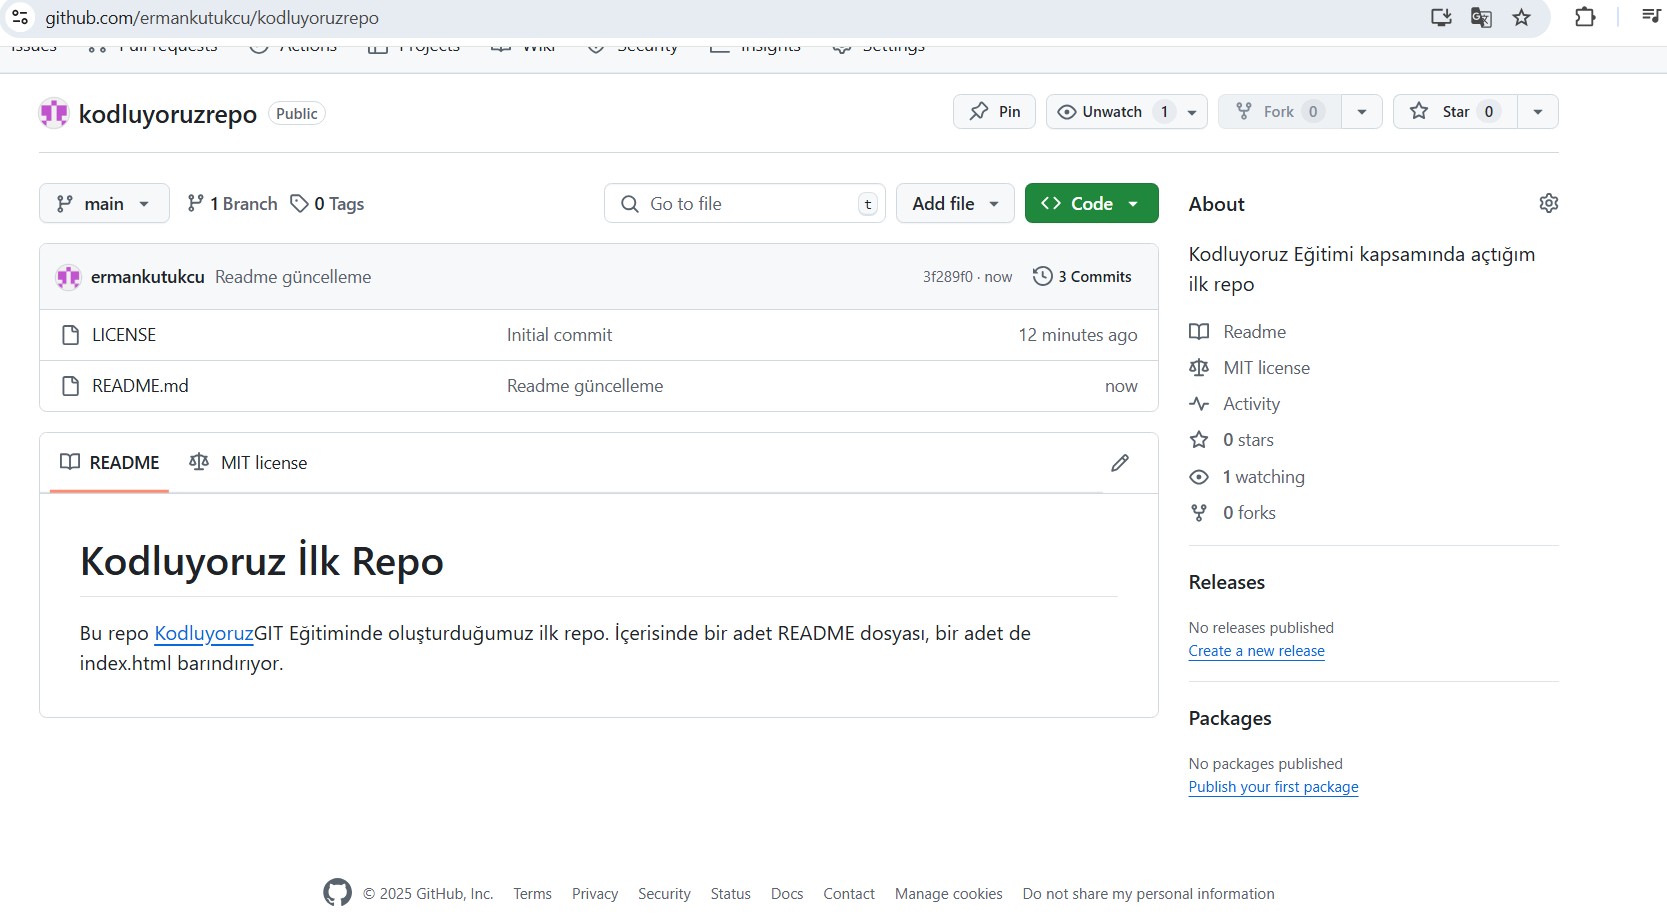 github.com/ermankutukcu/kodluyoruzrepo
Issues Pull requests Actions Projects Wiki Security Insights Settings
kodluyoruzrepo Public Pin Unwatch 1 Fork 0 Star 0
main 1 Branch 0 Tags Go to file t Add file Code
ermankutukcu Readme güncelleme 3f289f0 · now 3 Commits
LICENSE Initial commit 12 minutes ago
README.md Readme güncelleme now
README MIT license
Kodluyoruz İlk Repo
Bu repo KodluyoruzGIT Eğitiminde oluşturduğumuz ilk repo. İçerisinde bir adet README dosyası, bir adet de
index.html barındırıyor.
About
Kodluyoruz Eğitimi kapsamında açtığım
ilk repo
Readme
MIT license
Activity
0 stars
1 watching
0 forks
Releases
No releases published
Create a new release
Packages
No packages published
Publish your first package
© 2025 GitHub, Inc. Terms Privacy Security Status Docs Contact Manage cookies Do not share my personal information